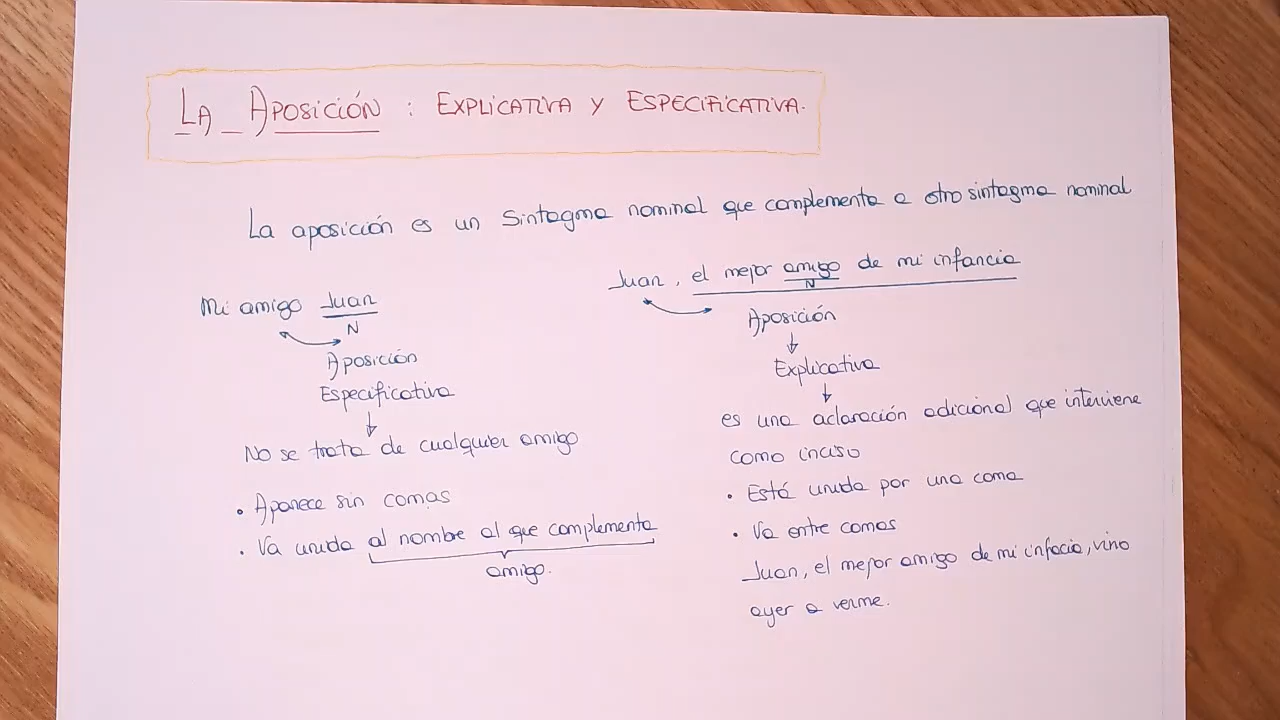 LA APOSICIÓN : EXPLICATIVA Y ESPECIFICATIVA.
La aposición es un Sintagma nominal que complementa a otro sintagma nominal
Mi amigo Juan
N
Aposición
Especificativa
No se trata de cualquier amigo
• Aparece sin comas
• Va unida al nombre al que complementa
amigo.
Juan, el mejor amigo de mi infancia
N
Aposición
Explicativa
es una aclaración adicional que interviene
como inciso
• Está unida por una coma
• Va entre comas
Juan, el mejor amigo de mi infacia, vino
ayer a verme.